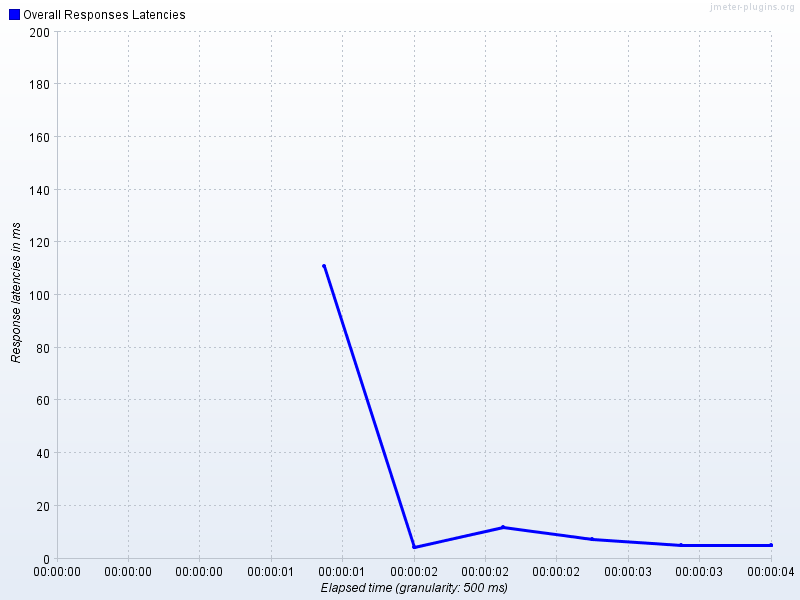 jmeter-plugins.org
Overall Responses Latencies
200
180
160
140
120
100
80
60
40
20
0
Response latencies in ms
00:00:00 00:00:00 00:00:00 00:00:01 00:00:01 00:00:02 00:00:02 00:00:02 00:00:03 00:00:03 00:00:04
Elapsed time (granularity: 500 ms)